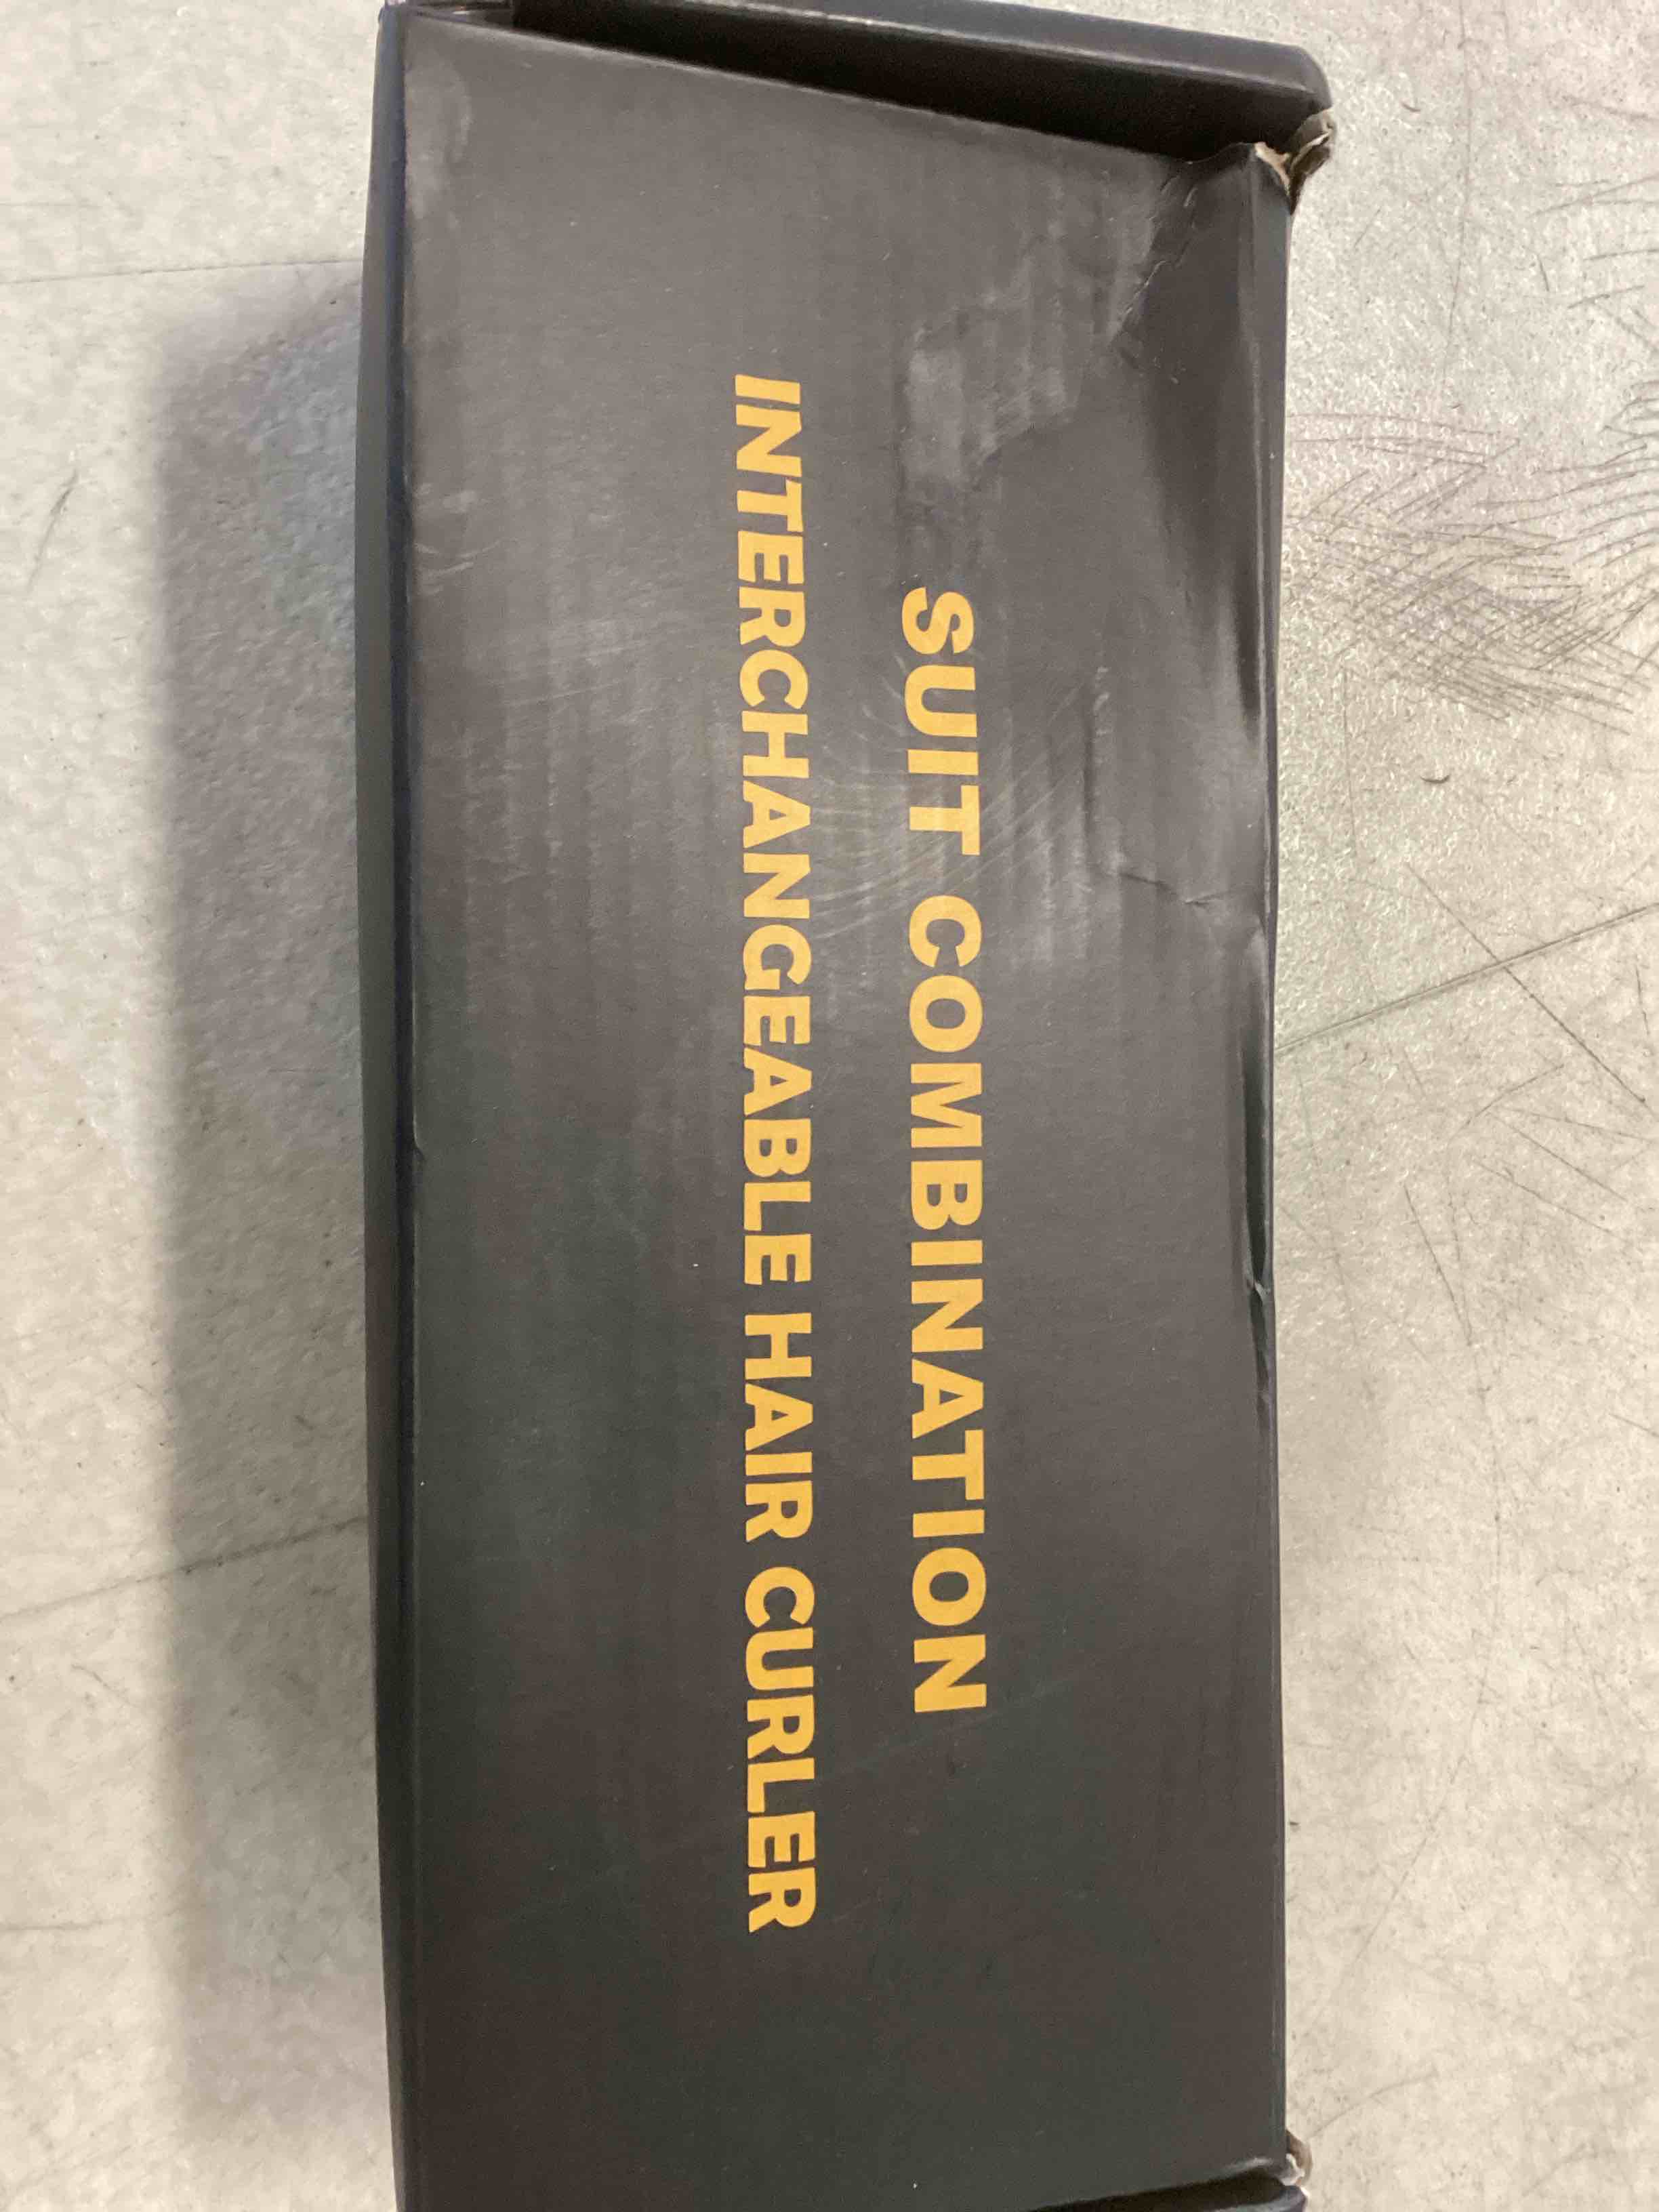 SUIT COMBINATION
INTERCHANGEABLE HAIR CURLER